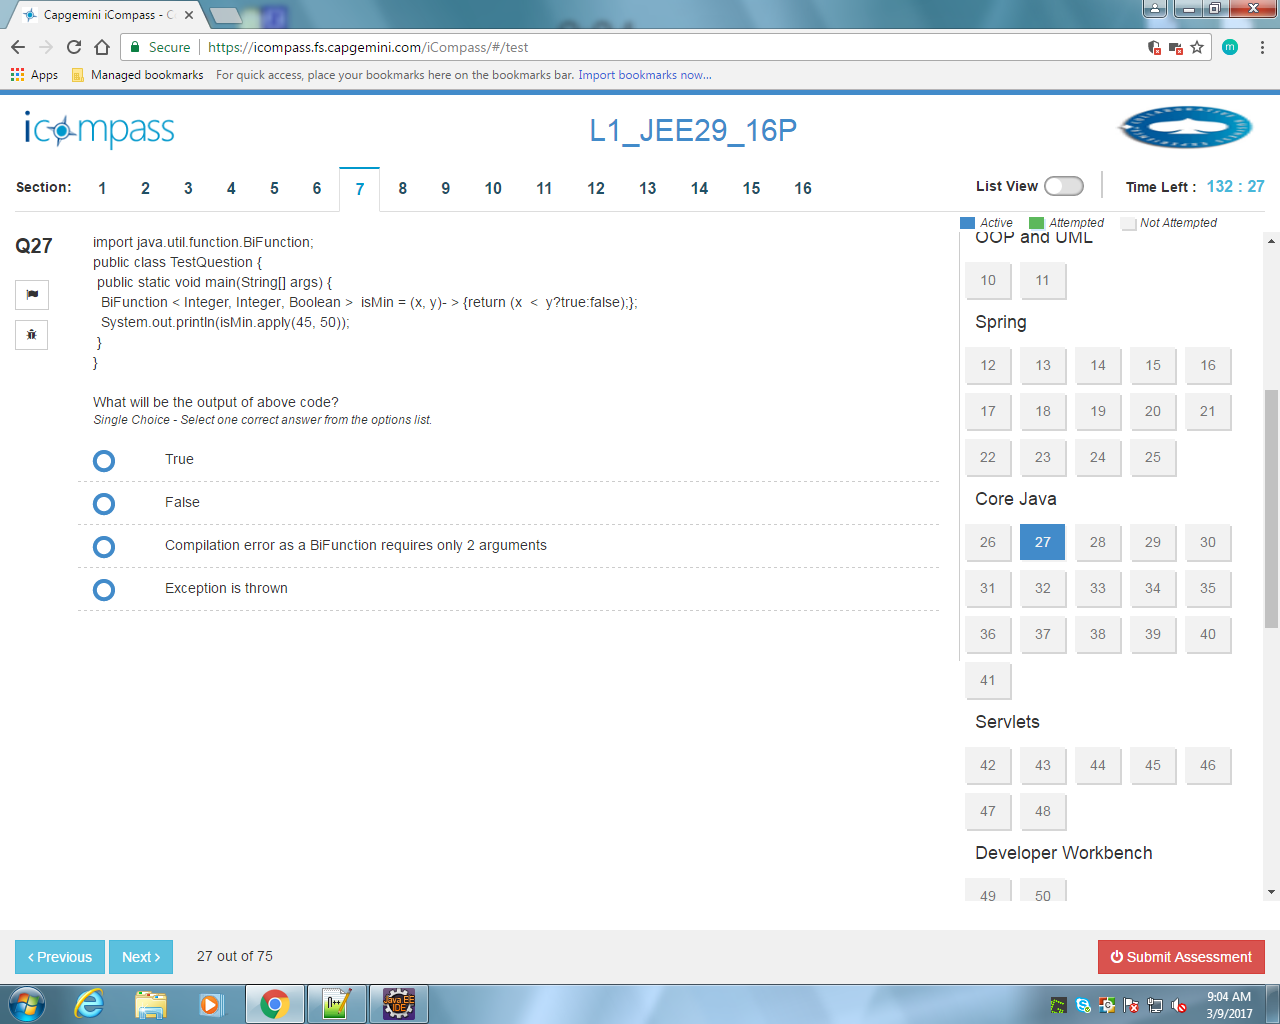 Capgemini iCompass - C
Secure https://icompass.fs.capgemini.com/iCompass/#/test
m
Apps Managed bookmarks For quick access, place your bookmarks here on the bookmarks bar. Import bookmarks now...
icompass
L1_JEE29_16P
Section: 1 2 3 4 5 6 7 8 9 10 11 12 13 14 15 16
List View Time Left : 132 : 27
Active Attempted Not Attempted
Q27
import java.util.function.BiFunction;
public class TestQuestion {
public static void main(String[] args) {
BiFunction < Integer, Integer, Boolean > isMin = (x, y)- > {return (x < y?true:false);};
System.out.println(isMin.apply(45, 50));
}
}
What will be the output of above code?
Single Choice - Select one correct answer from the options list.
True
False
Compilation error as a BiFunction requires only 2 arguments
Exception is thrown
OOP and UML
10 11
Spring
12 13 14 15 16
17 18 19 20 21
22 23 24 25
Core Java
26 27 28 29 30
31 32 33 34 35
36 37 38 39 40
41
Servlets
42 43 44 45 46
47 48
Developer Workbench
49 50
‹ Previous Next › 27 out of 75
Submit Assessment
N++
Java EE
IDE
9:04 AM
3/9/2017